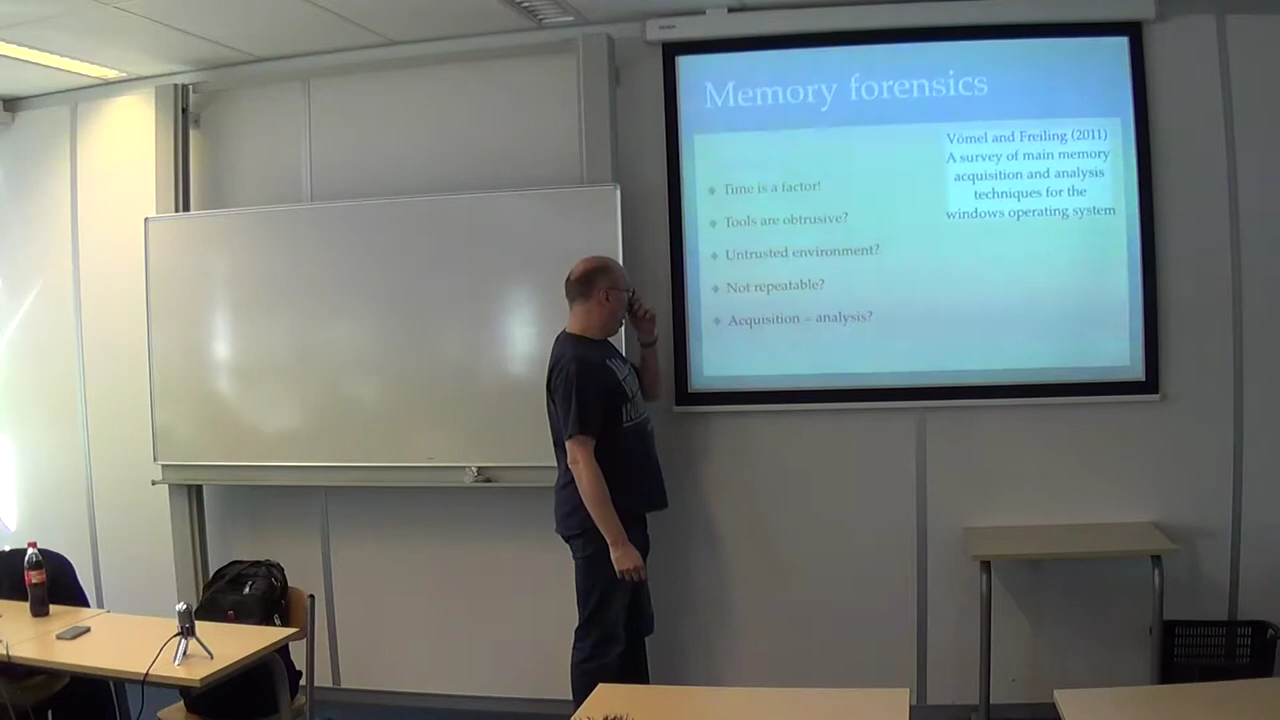 Memory forensics
Vömel and Freiling (2011)
A survey of main memory
acquisition and analysis
techniques for the
windows operating system
Time is a factor!
Tools are obtrusive?
Untrusted environment?
Not repeatable?
Acquisition – analysis?